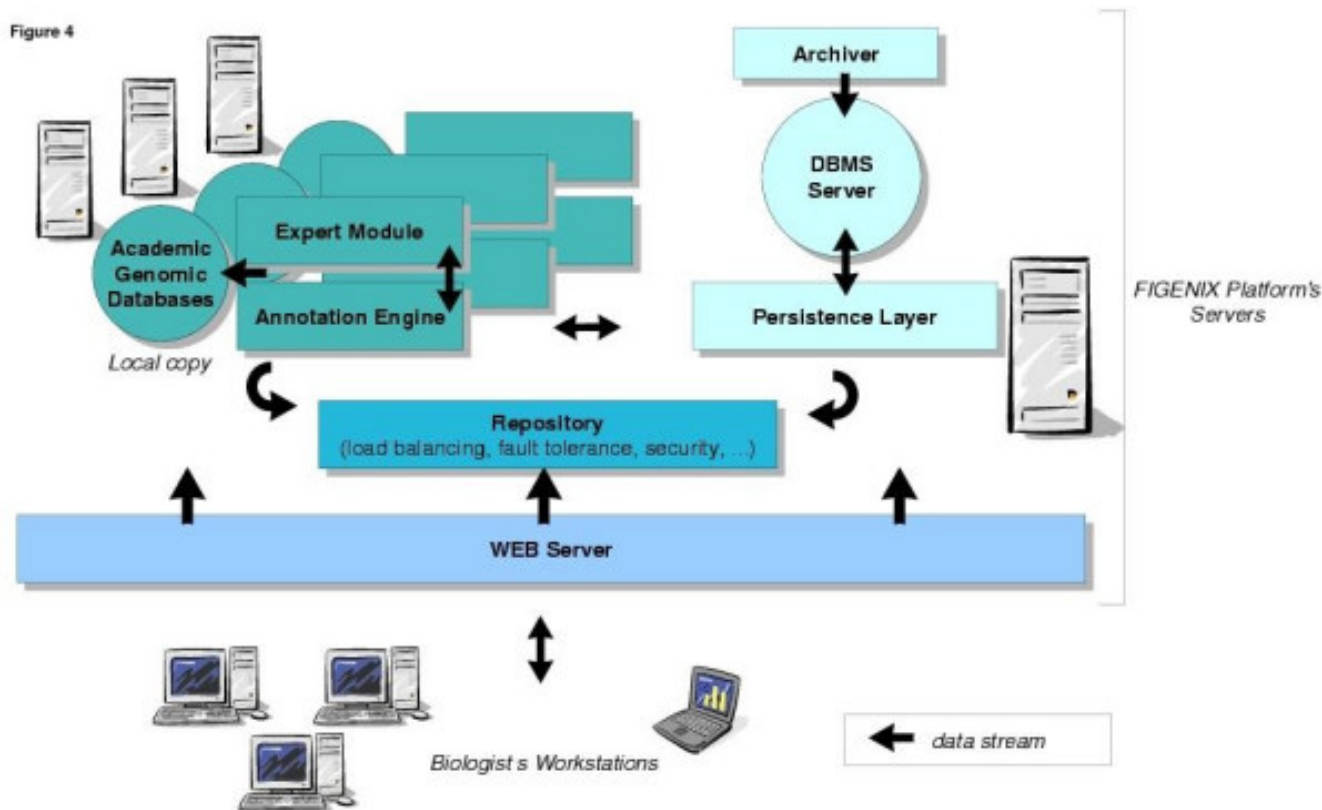 Figure 4
Archiver
DBMS
Server
Expert Module
Academic
Genomic
Databases
Annotation Engine
Local copy
Persistence Layer
FIGENIX Platform's
Servers
Repository
(load balancing, fault tolerance, security, ...)
WEB Server
Biologist s Workstations
data stream